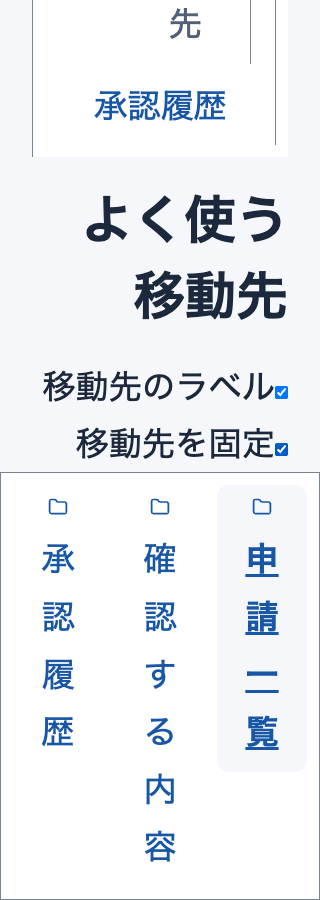 先
承認履歴
よく使う
移動先
移動先のラベル
移動先を固定
申請一覧
確認する内容
承認履歴